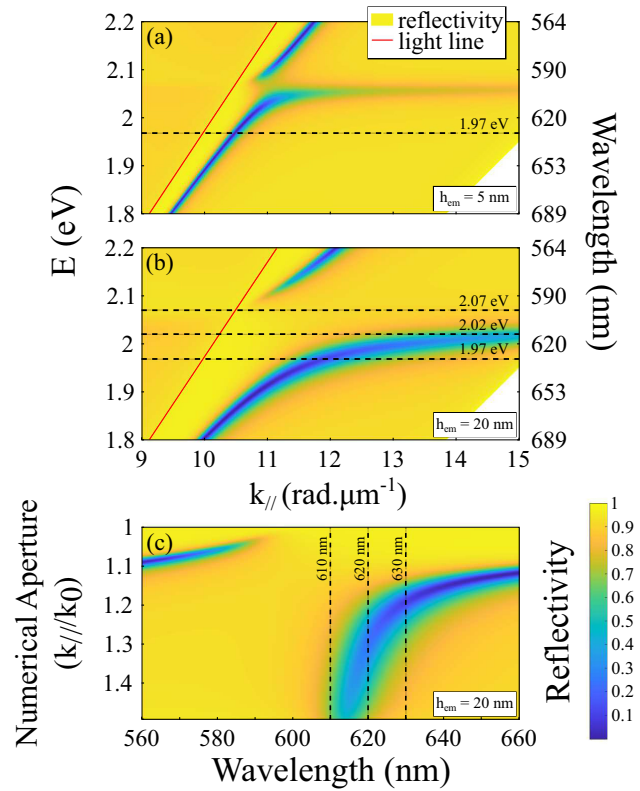 reflectivity
light line
(a)
2.2
2.1
2
1.9
1.8
E (eV)
1.97 eV
h_em = 5 nm
564
590
620
653
689
Wavelength (nm)
(b)
2.2
2.1
2
1.9
1.8
2.07 eV
2.02 eV
1.97 eV
h_em = 20 nm
564
590
620
653
689
9 10 11 12 13 14 15
k_// (rad.µm⁻¹)
(c)
Numerical Aperture
(k_///k0)
1
1.1
1.2
1.3
1.4
610 nm
620 nm
630 nm
h_em = 20 nm
560 580 600 620 640 660
Wavelength (nm)
Reflectivity
1
0.9
0.8
0.7
0.6
0.5
0.4
0.3
0.2
0.1